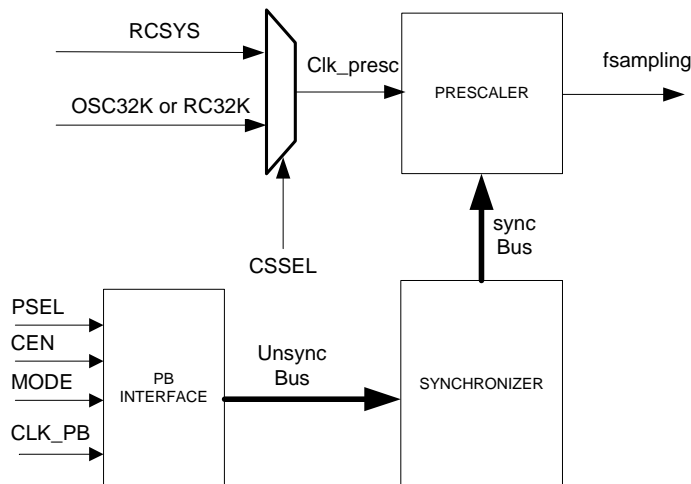 RCSYS
OSC32K or RC32K
Clk_presc
PRESCALER
fsampling
CSSEL
sync
Bus
PSEL
CEN
MODE
CLK_PB
PB
INTERFACE
Unsync
Bus
SYNCHRONIZER